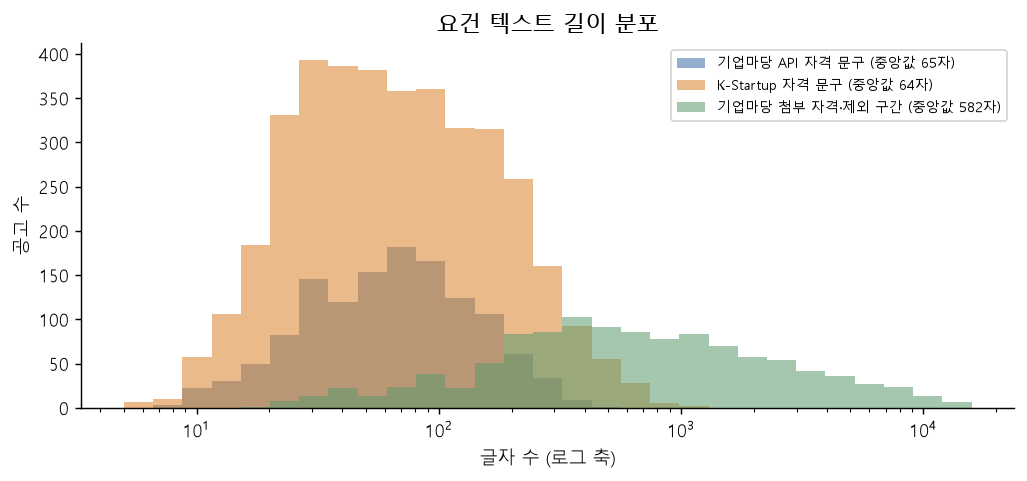 요건 텍스트 길이 분포
기업마당 API 자격 문구 (중앙값 65자)
K-Startup 자격 문구 (중앙값 64자)
기업마당 첨부 자격·제외 구간 (중앙값 582자)
공고 수
400
350
300
250
200
150
100
50
0
10¹ 10² 10³ 10⁴
글자 수 (로그 축)